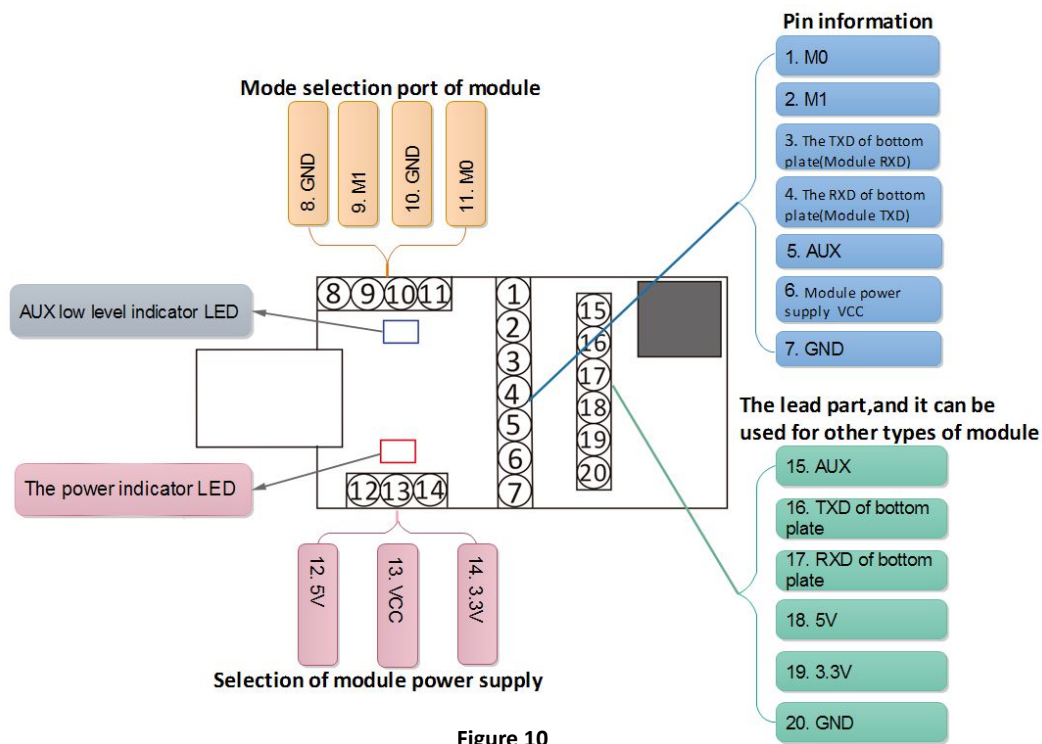 Pin information
1. M0
2. M1
3. The TXD of bottom
plate(Module RXD)
4. The RXD of bottom
plate(Module TXD)
5. AUX
6. Module power
supply VCC
7. GND
Mode selection port of module
8. GND
9. M1
10. GND
11. M0
AUX low level indicator LED
The power indicator LED
8 9 10 11
1
2
3
4
5
6
7
15
16
17
18
19
20
12 13 14
12. 5V
13. VCC
14. 3.3V
Selection of module power supply
The lead part,and it can be
used for other types of module
15. AUX
16. TXD of bottom
plate
17. RXD of bottom
plate
18. 5V
19. 3.3V
20. GND
Figure 10